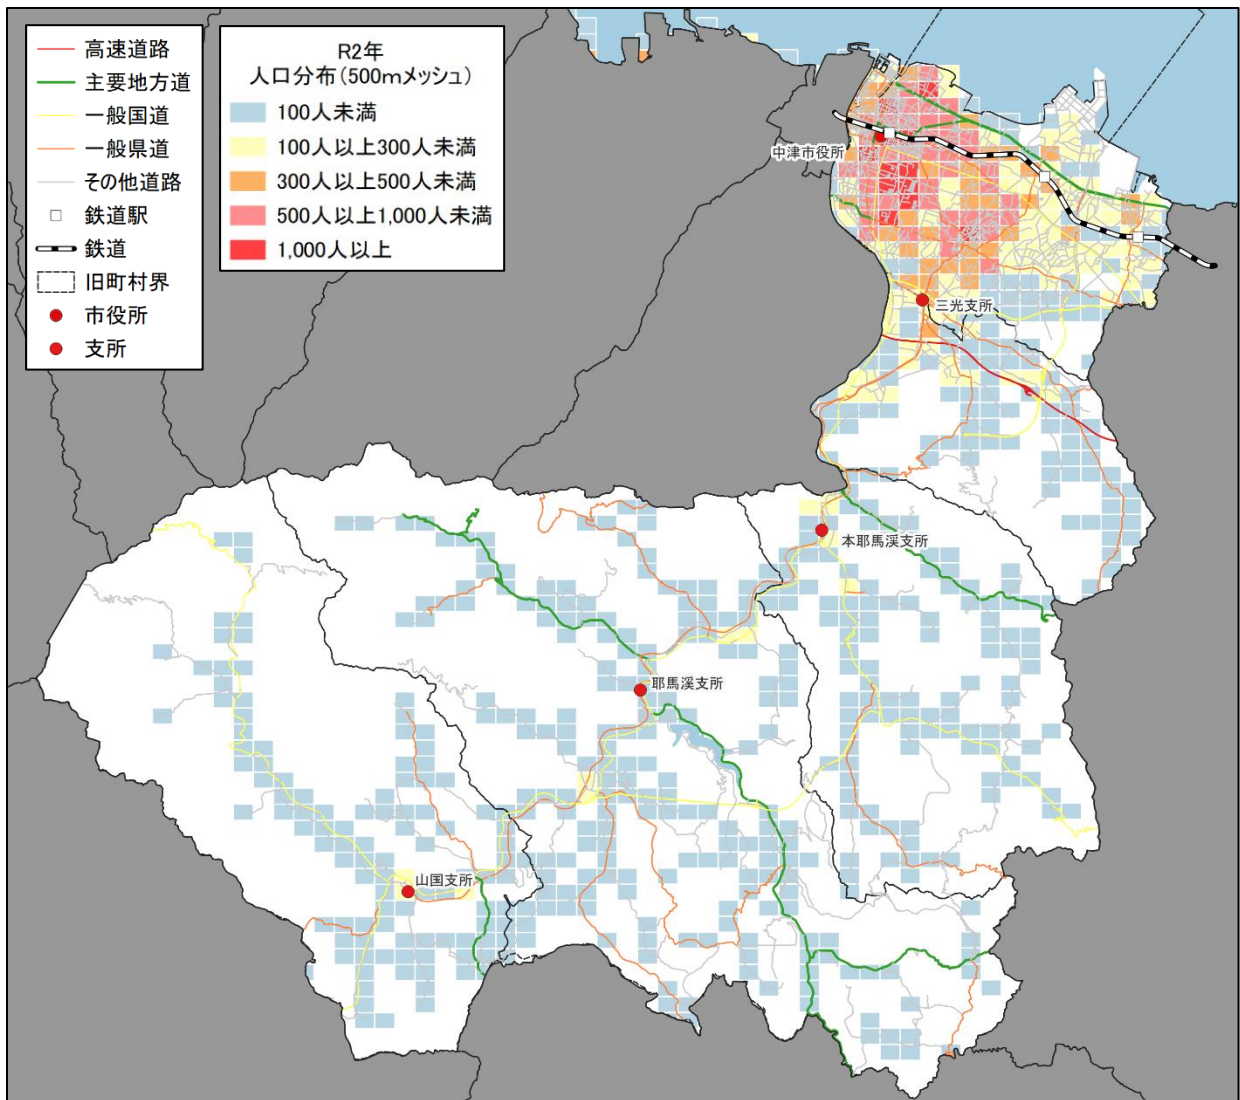 高速道路
主要地方道
一般国道
一般県道
その他道路
鉄道駅
鉄道
旧町村界
市役所
支所
R2年
人口分布(500mメッシュ)
100人未満
100人以上300人未満
300人以上500人未満
500人以上1,000人未満
1,000人以上
中津市役所
三光支所
本耶馬渓支所
耶馬渓支所
山国支所